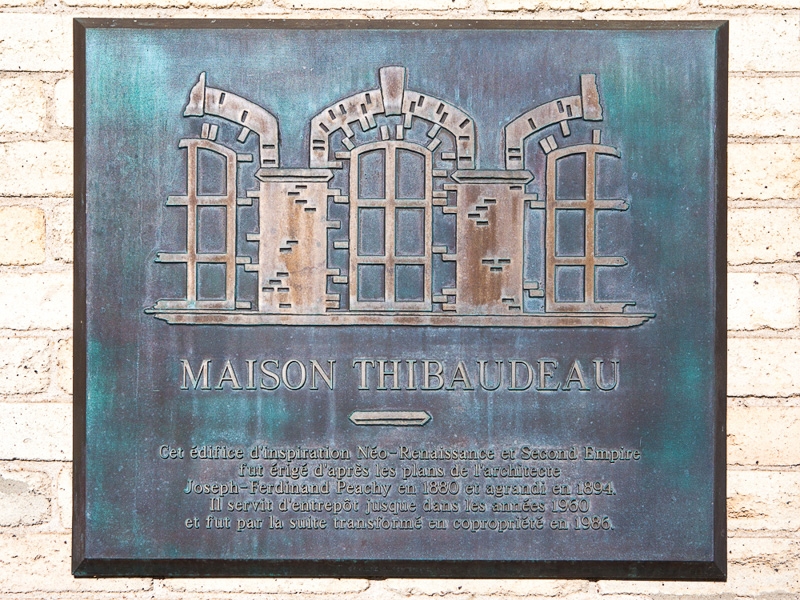 MAISON THIBAUDEAU
Cet édifice d'inspiration Néo-Renaissance et Second Empire
fut érigé d'après les plans de l'architecte
Joseph-Ferdinand Peachy en 1880 et agrandi en 1894.
Il servit d'entrepôt jusque dans les années 1960
et fut par la suite transformé en copropriété en 1986.